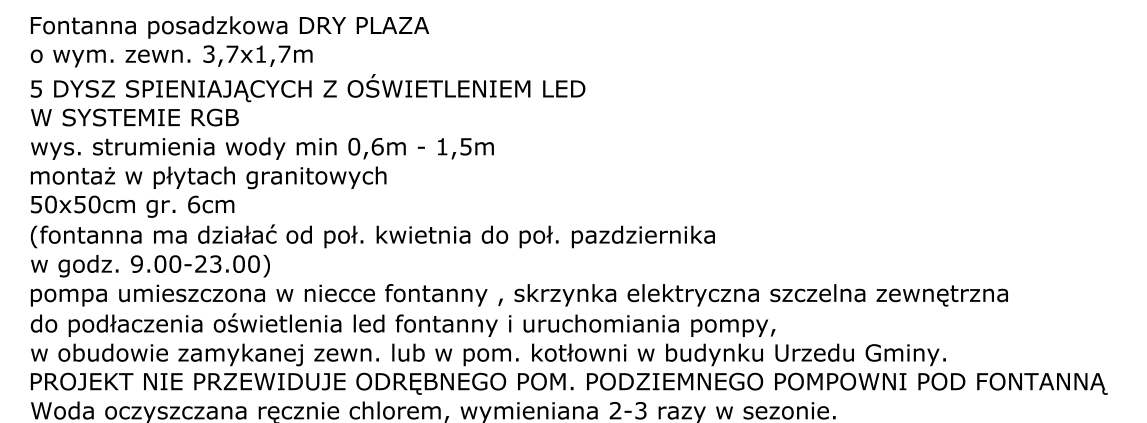 Fontanna posadzkowa DRY PLAZA
o wym. zewn. 3,7x1,7m
5 DYSZ SPIENIAJĄCYCH Z OŚWIETLENIEM LED
W SYSTEMIE RGB
wys. strumienia wody min 0,6m - 1,5m
montaż w płytach granitowych
50x50cm gr. 6cm
(fontanna ma działać od poł. kwietnia do poł. pazdziernika
w godz. 9.00-23.00)
pompa umieszczona w niecce fontanny , skrzynka elektryczna szczelna zewnętrzna
do podłaczenia oświetlenia led fontanny i uruchomiania pompy,
w obudowie zamykanej zewn. lub w pom. kotłowni w budynku Urzedu Gminy.
PROJEKT NIE PRZEWIDUJE ODRĘBNEGO POM. PODZIEMNEGO POMPOWNI POD FONTANNĄ
Woda oczyszczana ręcznie chlorem, wymieniana 2-3 razy w sezonie.